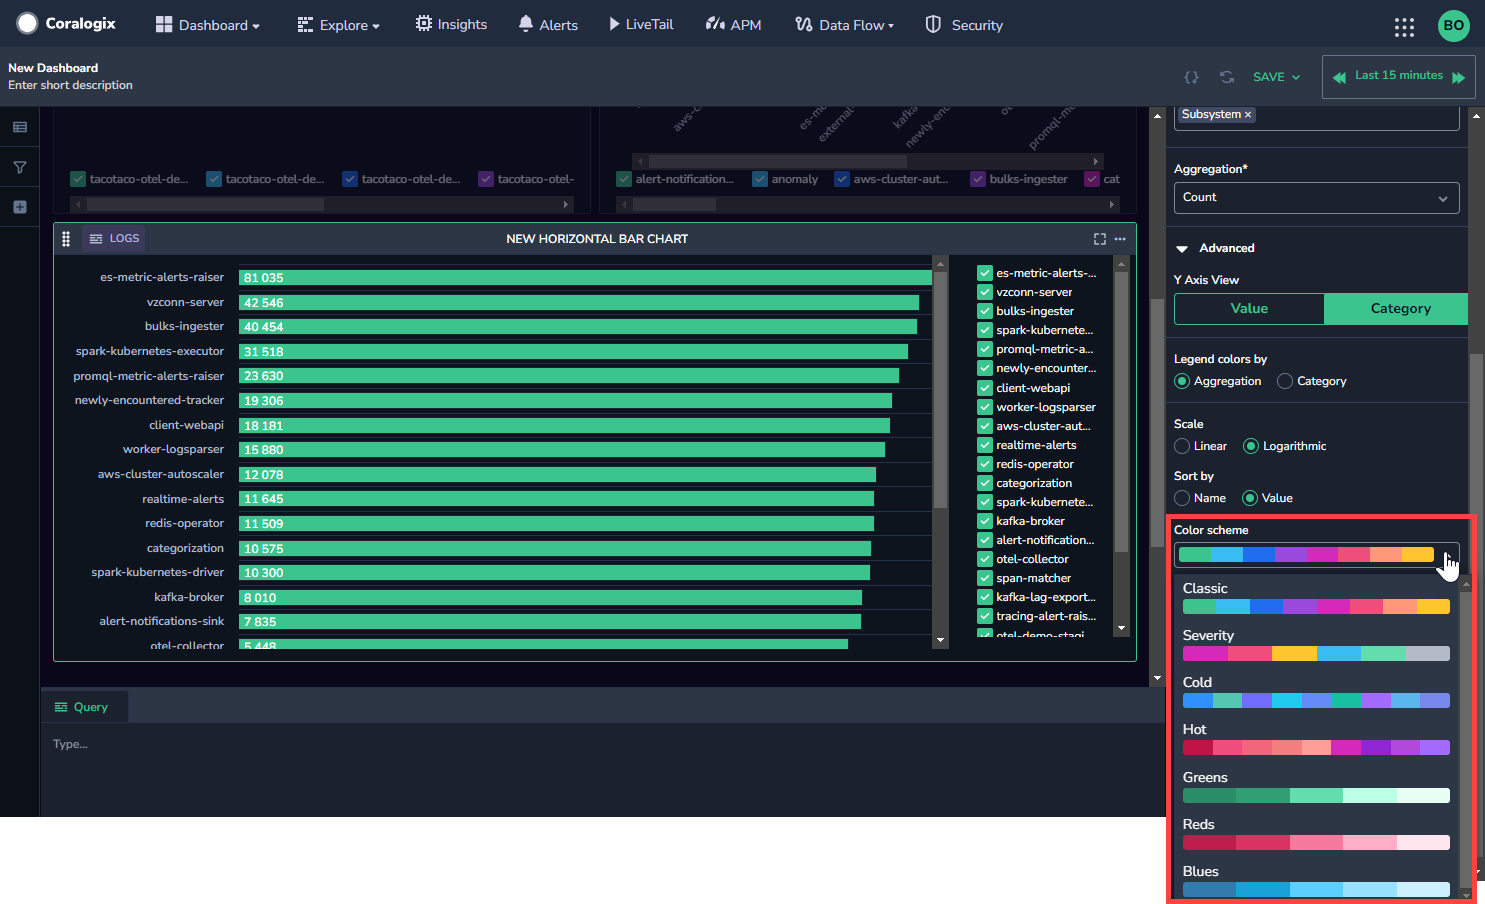 Coralogix
Dashboard
Explore
Insights
Alerts
LiveTail
APM
Data Flow
Security
BO
New Dashboard
Enter short description
SAVE
Last 15 minutes
aws-c
es-m
external-
kafka
newly-enc
promql-m
tacotaco-otel-de...
tacotaco-otel-de...
tacotaco-otel-de...
tacotaco-otel-
alert-notification...
anomaly
aws-cluster-aut...
bulks-ingester
cat
LOGS
NEW HORIZONTAL BAR CHART
es-metric-alerts-raiser 81 035
vzconn-server 42 546
bulks-ingester 40 454
spark-kubernetes-executor 31 518
promql-metric-alerts-raiser 23 630
newly-encountered-tracker 19 306
client-webapi 18 181
worker-logsparser 15 880
aws-cluster-autoscaler 12 078
realtime-alerts 11 645
redis-operator 11 509
categorization 10 575
spark-kubernetes-driver 10 300
kafka-broker 8 010
alert-notifications-sink 7 835
otel-collector 5 448
es-metric-alerts-...
vzconn-server
bulks-ingester
spark-kubernete...
promql-metric-a...
newly-encounter...
client-webapi
worker-logsparser
aws-cluster-aut...
realtime-alerts
redis-operator
categorization
spark-kubernete...
kafka-broker
alert-notification...
otel-collector
span-matcher
kafka-lag-export...
tracing-alert-rais...
otel-demo-stagi
Query
Type...
Subsystem ×
Aggregation*
Count
Advanced
Y Axis View
Value
Category
Legend colors by
Aggregation
Category
Scale
Linear
Logarithmic
Sort by
Name
Value
Color scheme
Classic
Severity
Cold
Hot
Greens
Reds
Blues